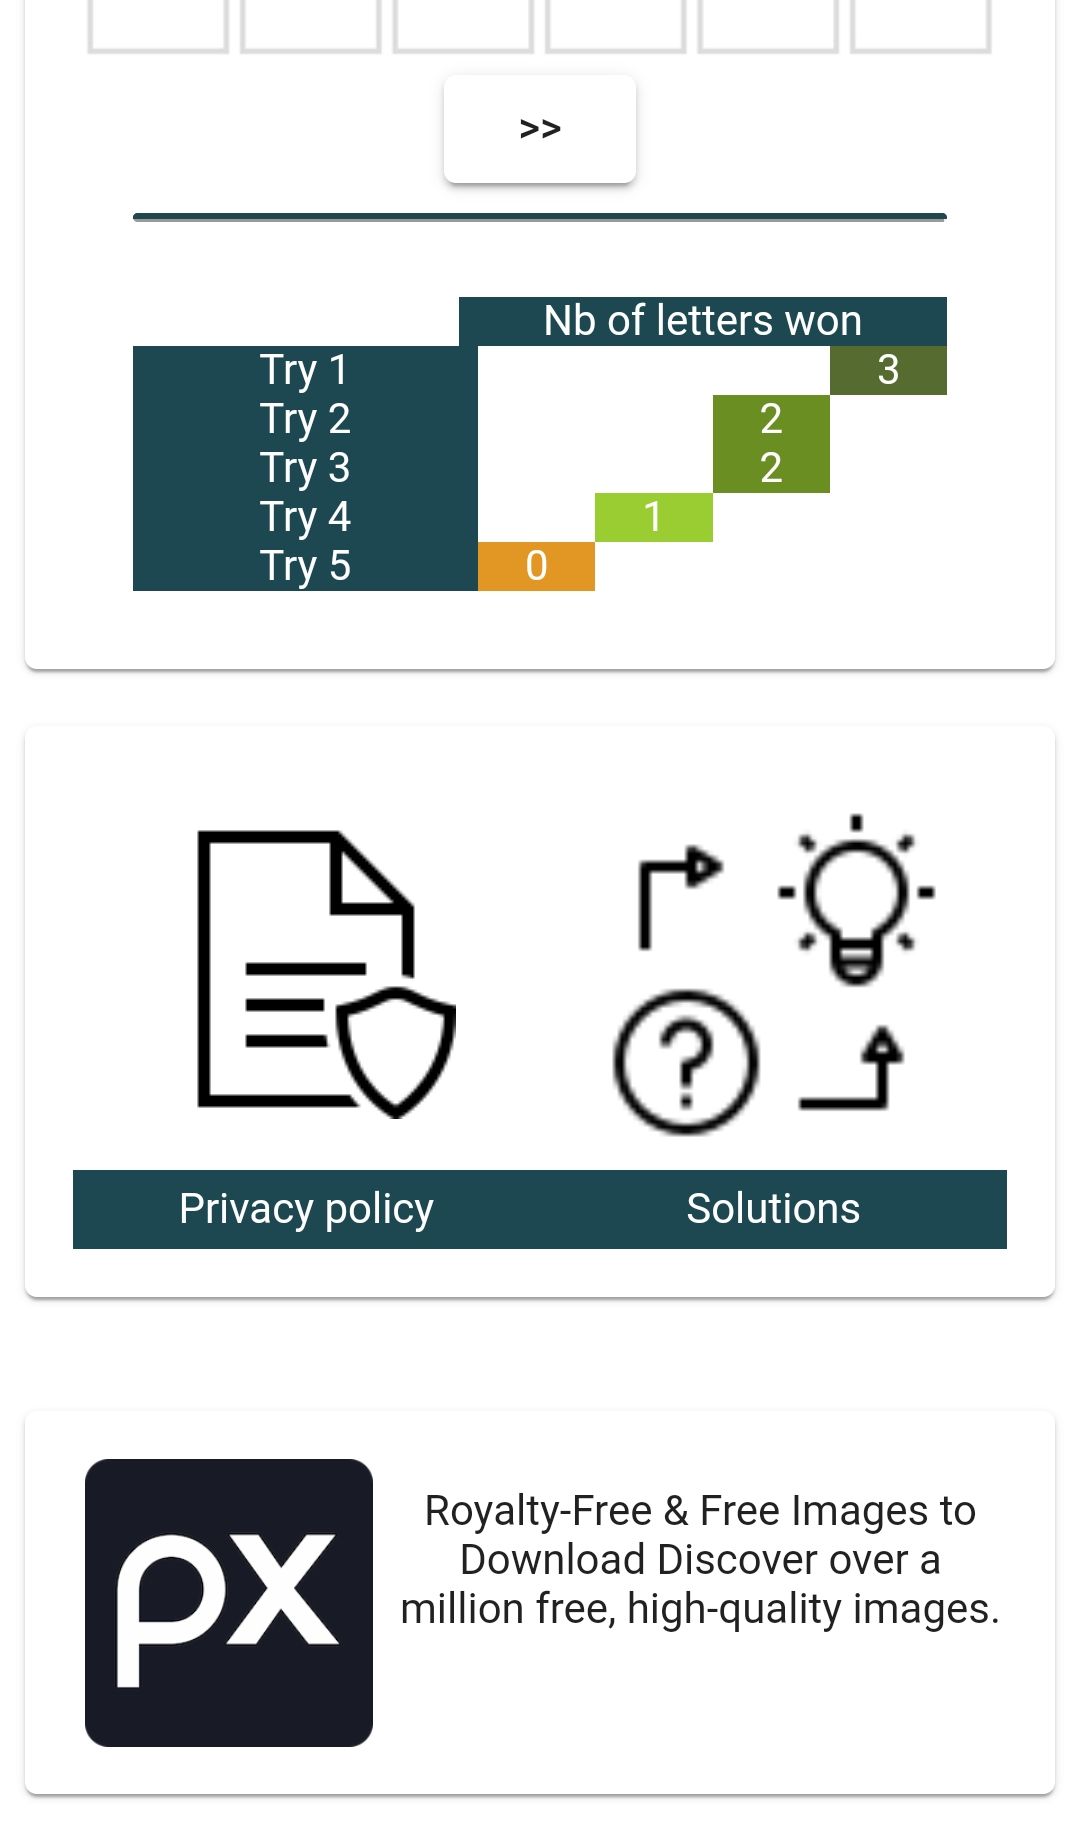 >>
Nb of letters won
Try 1 3
Try 2 2
Try 3 2
Try 4 1
Try 5 0
?
Privacy policy Solutions
px
Royalty-Free & Free Images to
Download Discover over a
million free, high-quality images.